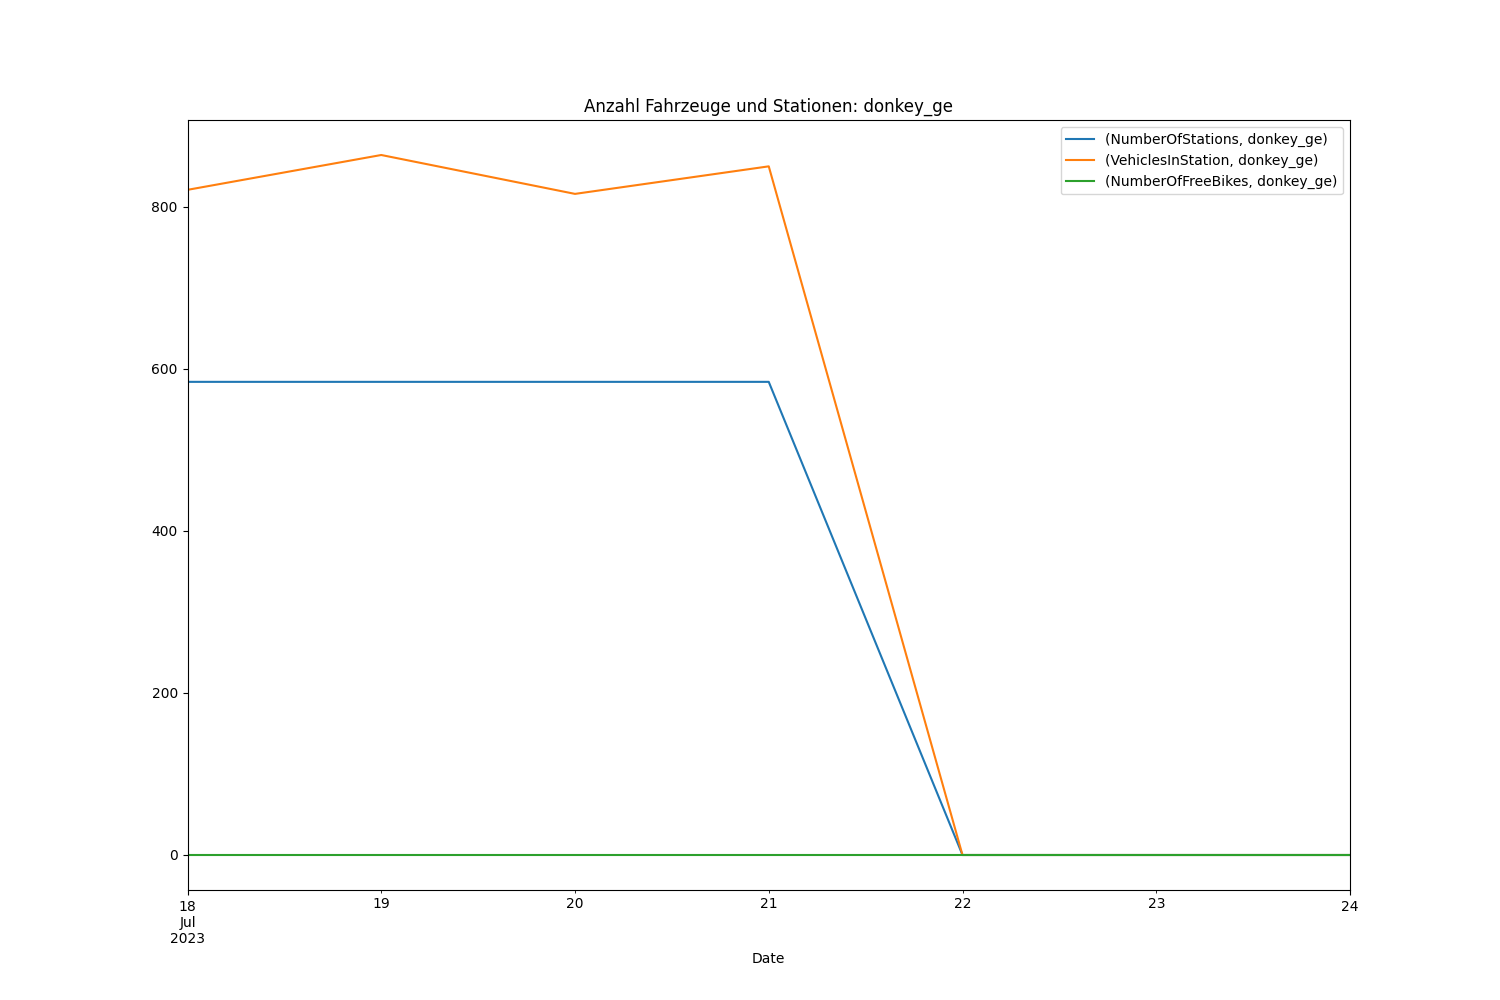 Anzahl Fahrzeuge und Stationen: donkey_ge
(NumberOfStations, donkey_ge)
(VehiclesInStation, donkey_ge)
(NumberOfFreeBikes, donkey_ge)
800
600
400
200
0
18 19 20 21 22 23 24
Jul
2023
Date